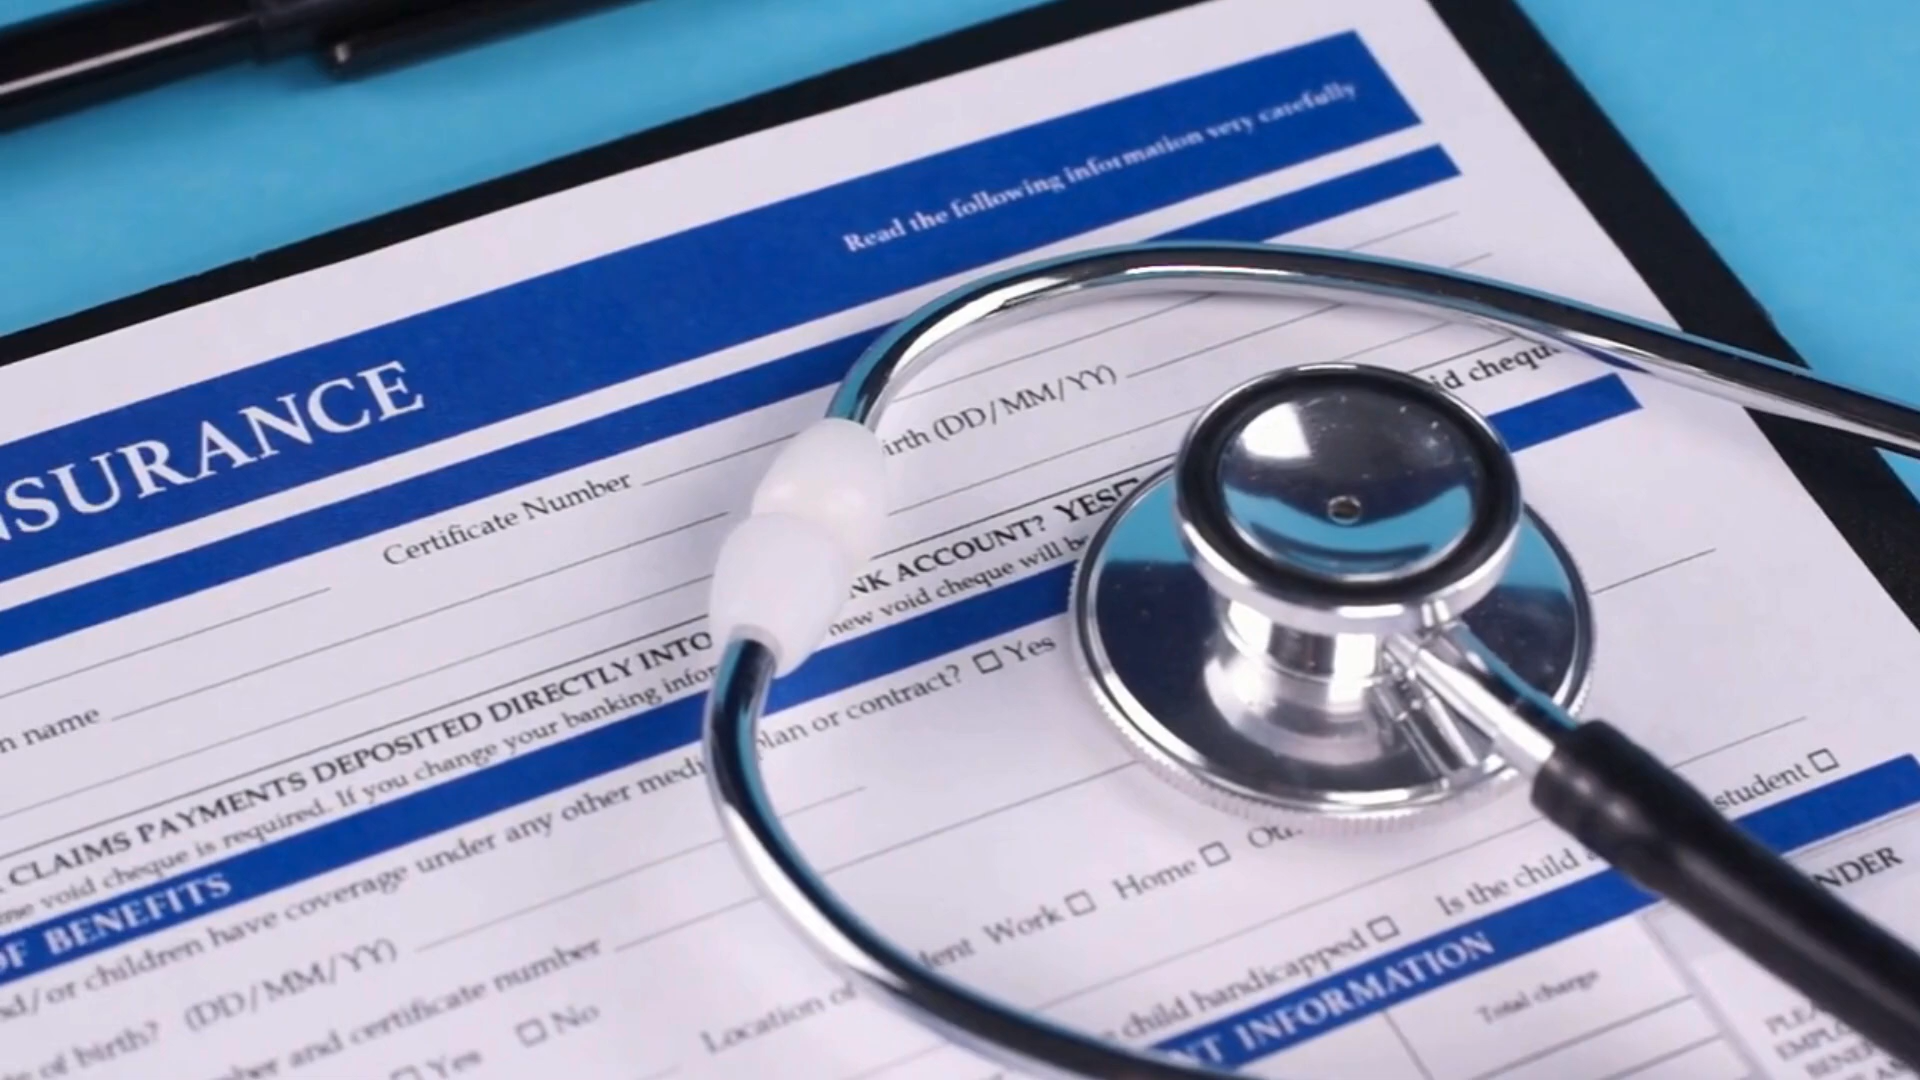 Read the following information very carefully
NSURANCE
Certificate Number
irth (DD/MM/YY)
id cheque
n name
CLAIMS PAYMENTS DEPOSITED DIRECTLY INTO
NK ACCOUNT? YES
void cheque is required. If you change your banking infor
new void cheque will be
OF BENEFITS
nd/or children have coverage under any other medi
plan or contract? Yes
of birth? (DD/MM/YY)
and certificate number
Yes No
Location of
dent Work Home
child handicapped Is the child
student
NT INFORMATION
Total charge
NDER